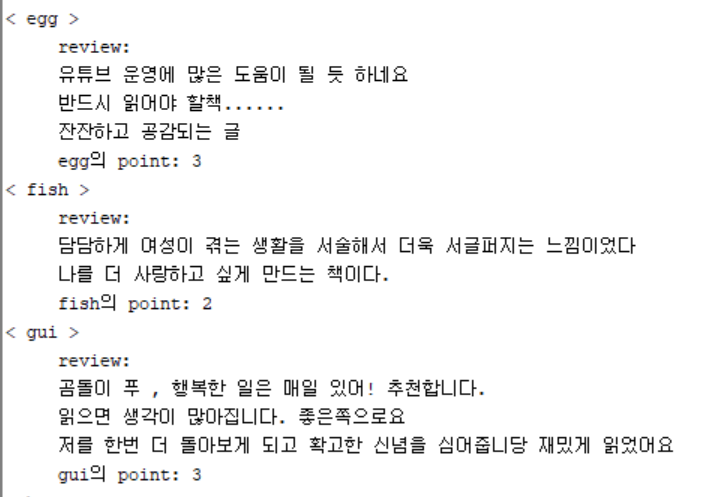 < egg >
review:
유튜브 운영에 많은 도움이 될 듯 하네요
반드시 읽어야 할책......
잔잔하고 공감되는 글
egg의 point: 3
< fish >
review:
담담하게 여성이 겪는 생활을 서술해서 더욱 서글퍼지는 느낌이었다
나를 더 사랑하고 싶게 만드는 책이다.
fish의 point: 2
< gui >
review:
곰돌이 푸 , 행복한 일은 매일 있어! 추천합니다.
읽으면 생각이 많아집니다. 좋은쪽으로요
저를 한번 더 돌아보게 되고 확고한 신념을 심어줍니당 재밌게 읽었어요
gui의 point: 3